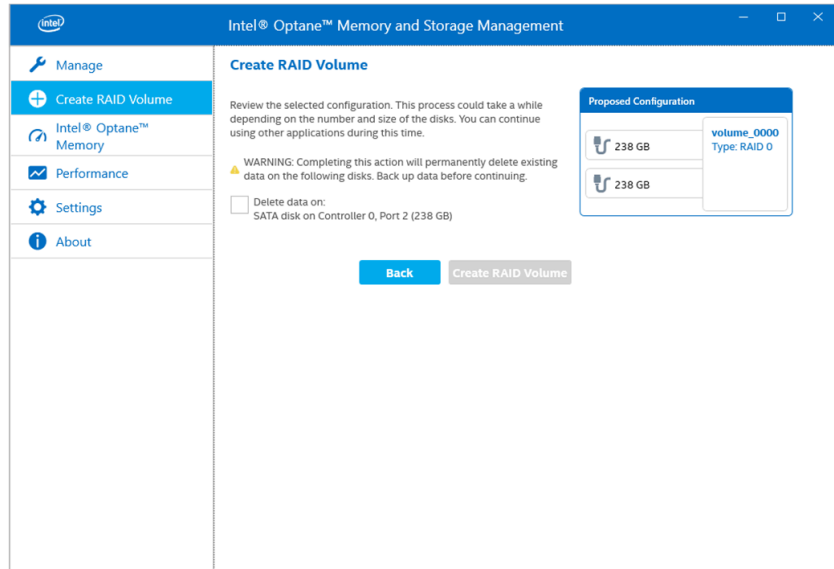 intel
Intel® Optane™ Memory and Storage Management
Manage
Create RAID Volume
Intel® Optane™
Memory
Performance
Settings
About
Create RAID Volume
Review the selected configuration. This process could take a while
depending on the number and size of the disks. You can continue
using other applications during this time.
WARNING: Completing this action will permanently delete existing
data on the following disks. Back up data before continuing.
Delete data on:
SATA disk on Controller 0, Port 2 (238 GB)
Back
Create RAID Volume
Proposed Configuration
238 GB
238 GB
volume_0000
Type: RAID 0